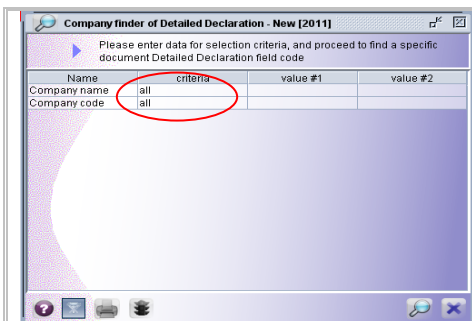 Company finder of Detailed Declaration - New [2011]
Please enter data for selection criteria, and proceed to find a specific
document Detailed Declaration field code
Name criteria value #1 value #2
Company name all
Company code all